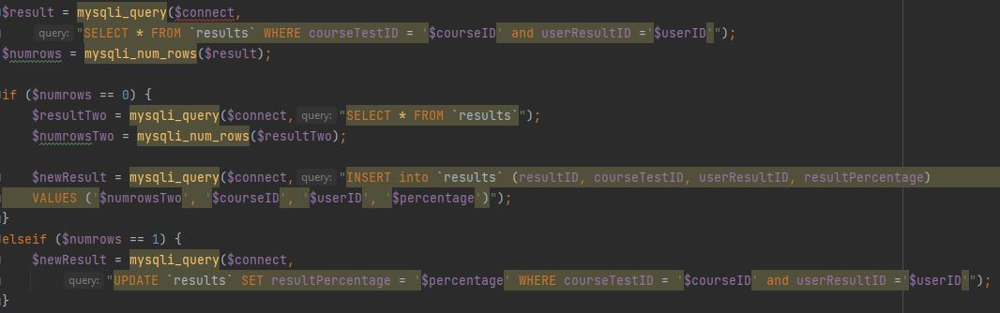 $result = mysqli_query($connect,
query: "SELECT * FROM `results` WHERE courseTestID = '$courseID' and userResultID ='$userID'");
$numrows = mysqli_num_rows($result);
if ($numrows == 0) {
$resultTwo = mysqli_query($connect, query: "SELECT * FROM `results`");
$numrowsTwo = mysqli_num_rows($resultTwo);
$newResult = mysqli_query($connect, query: "INSERT into `results` (resultID, courseTestID, userResultID, resultPercentage)
VALUES ('$numrowsTwo', '$courseID', '$userID', '$percentage')");
}
elseif ($numrows == 1) {
$newResult = mysqli_query($connect,
query: "UPDATE `results` SET resultPercentage = '$percentage' WHERE courseTestID = '$courseID' and userResultID ='$userID'");
}